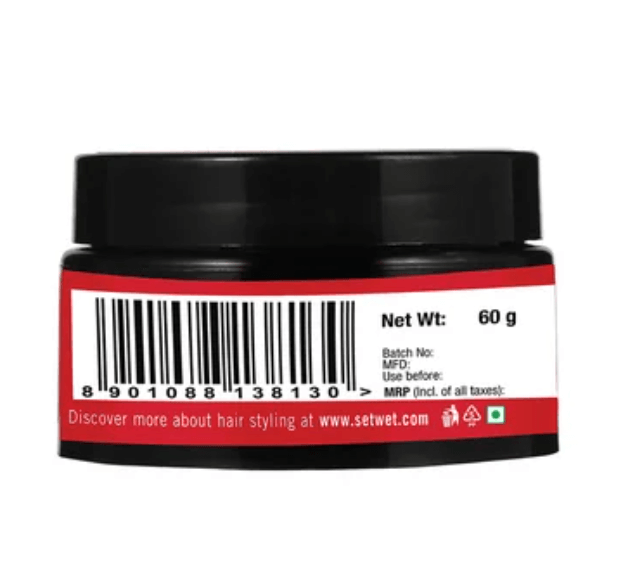 Net Wt: 60 g
Batch No:
MFD:
Use before:
MRP (Incl. of all taxes):
8 901088 138130 >
Discover more about hair styling at www.setwet.com